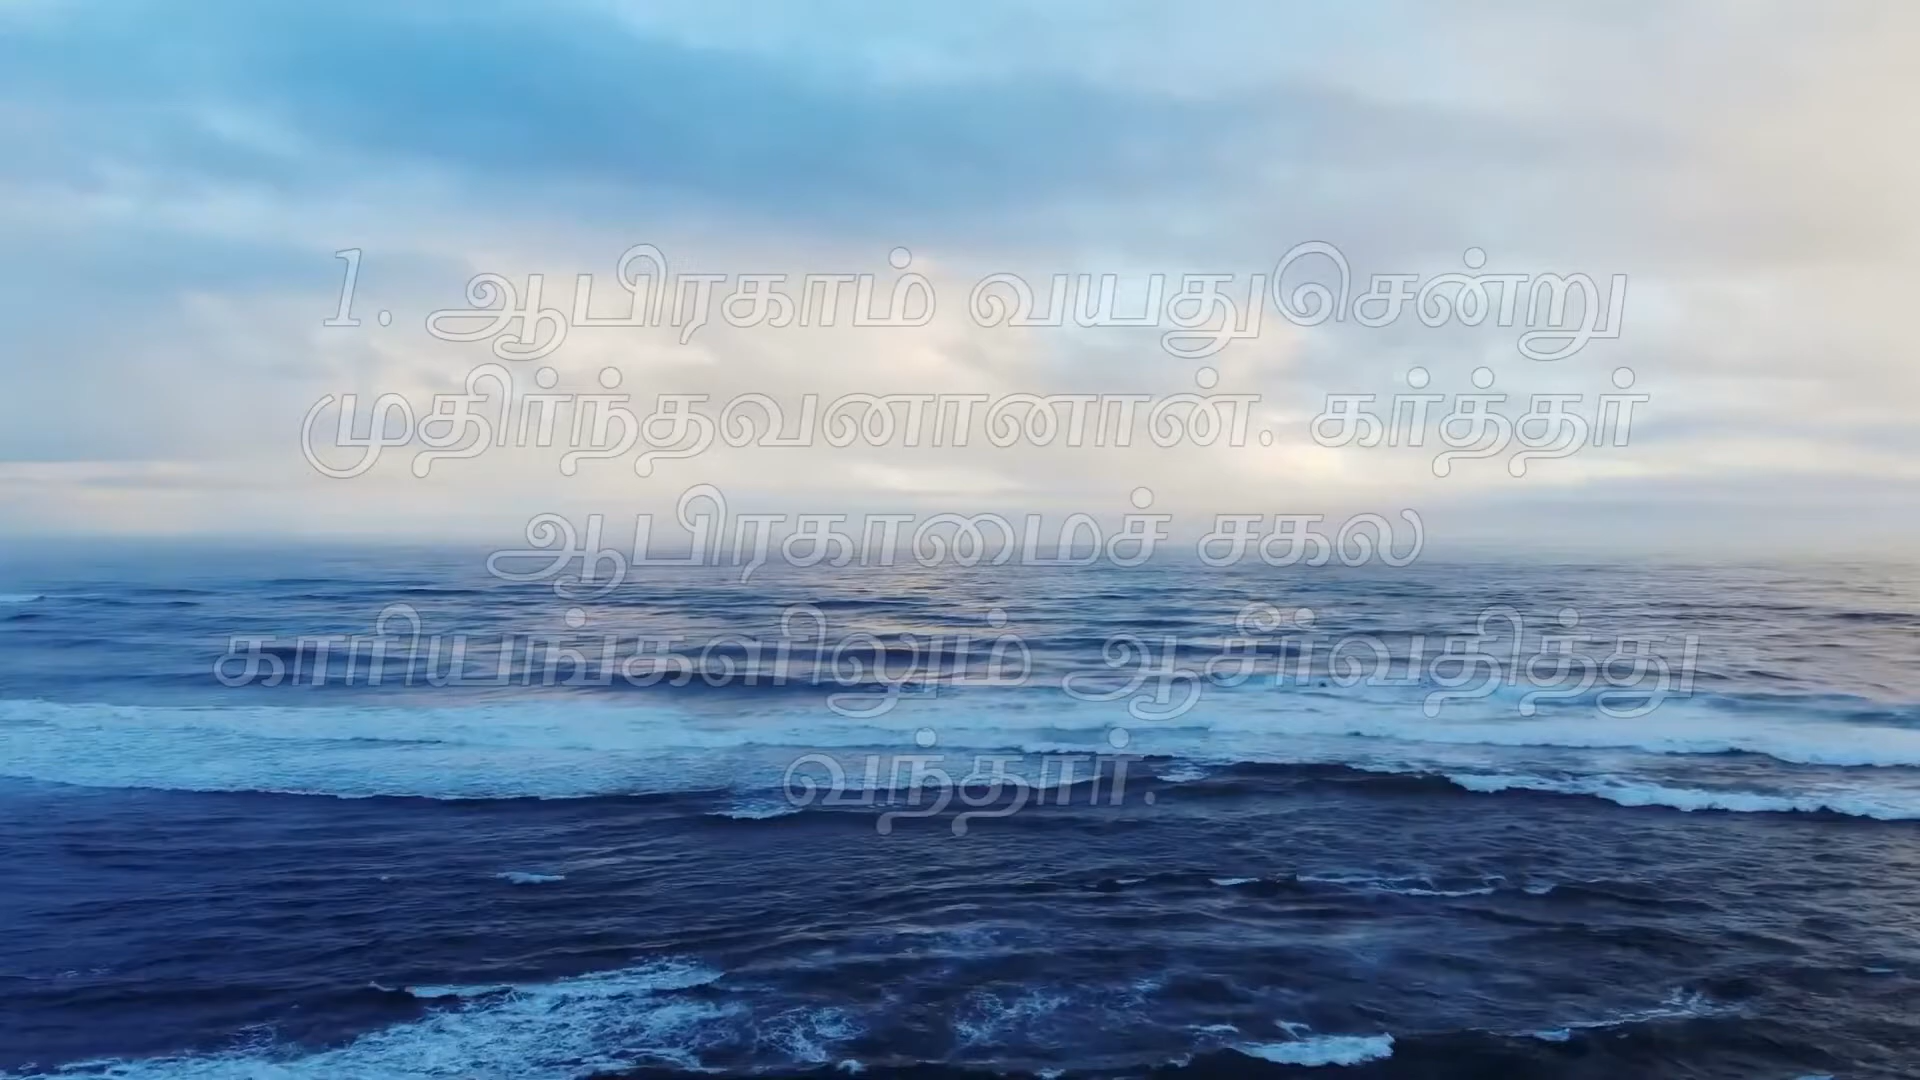 1. ஆபிரகாம் வயதுசென்று
முதிர்ந்தவனானான். கர்த்தர்
ஆபிரகாமைச் சகல
காரியங்களிலும் ஆசீர்வதித்து
வந்தார்.